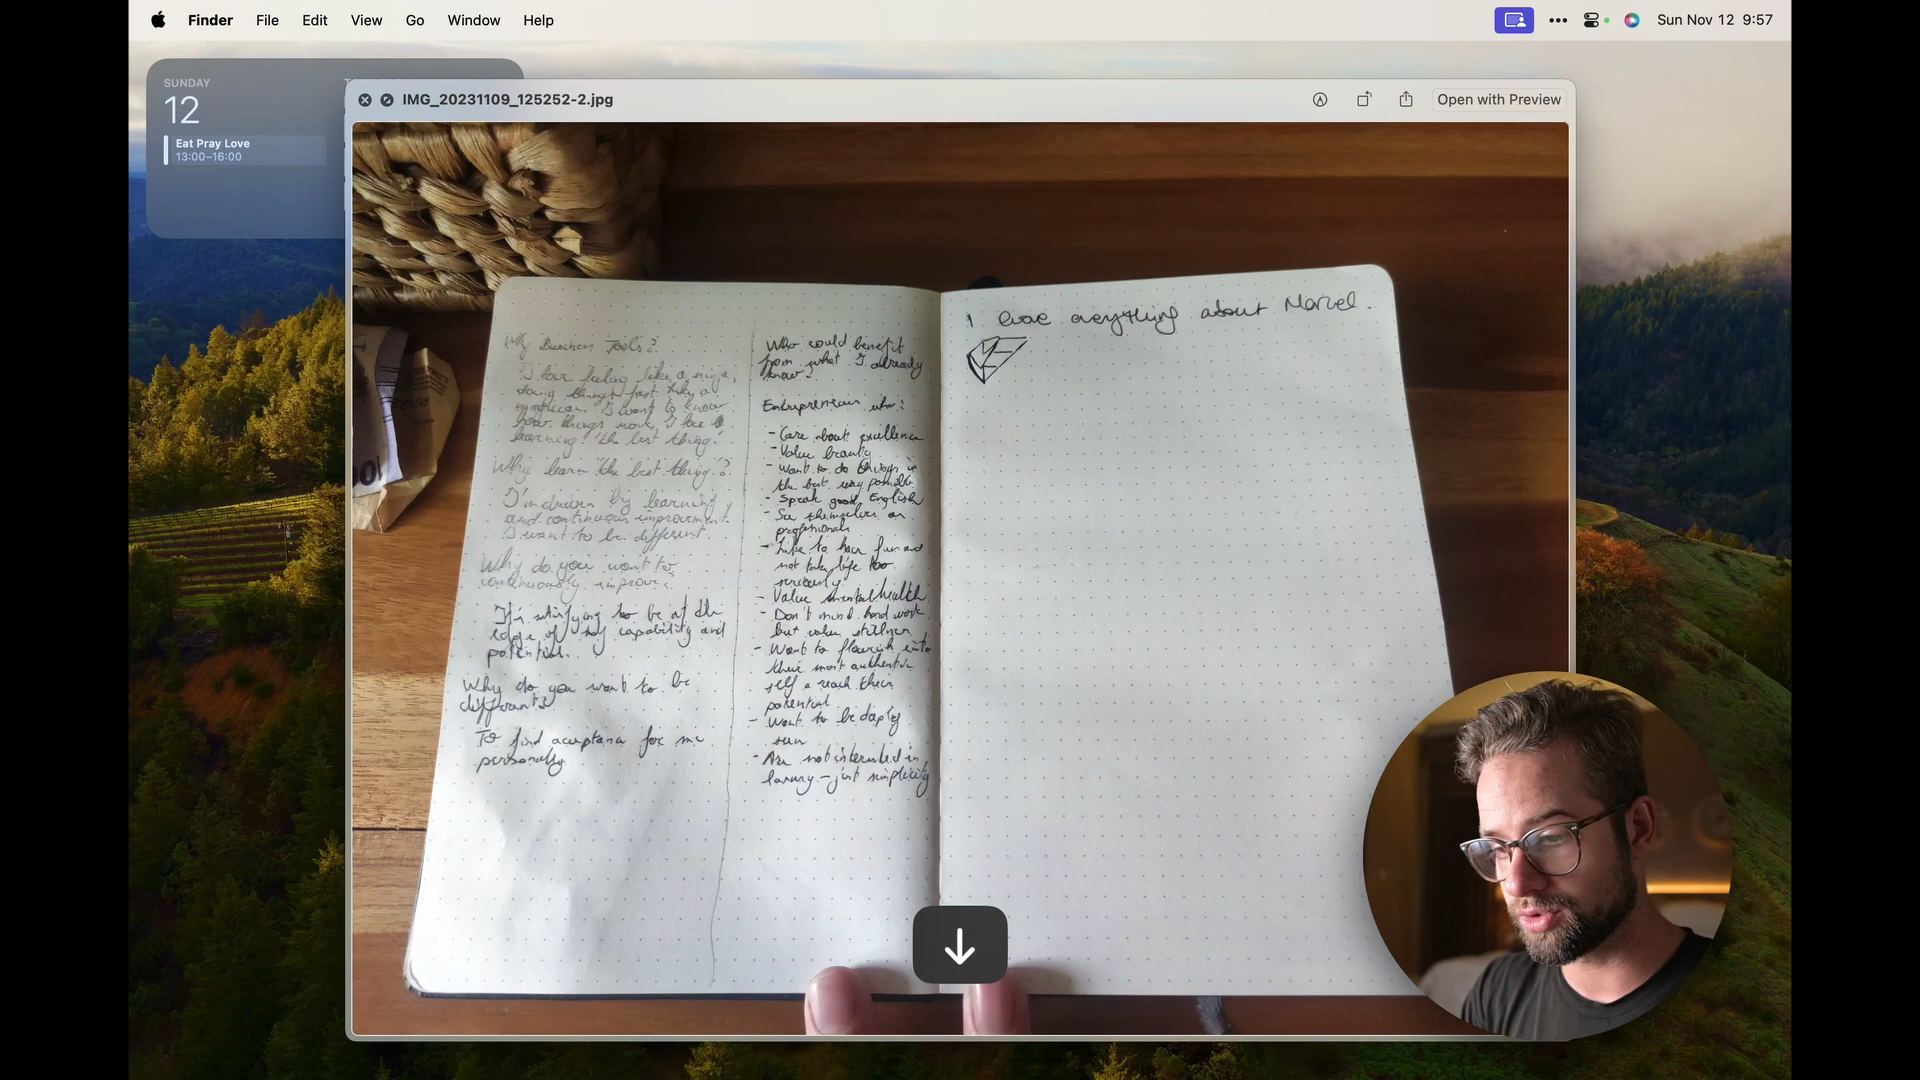 Finder File Edit View Go Window Help
Sun Nov 12 9:57
SUNDAY
12
Eat Pray Love
13:00–16:00
IMG_20231109_125252-2.jpg
Open with Preview
Why Business Tools?
I love feeling like a ninja,
doing things fast like a
magician. I want to know
how things work, I love
learning "the best thing".
Why learn "the best thing"?
I'm driven by learning
and continuous improvement.
I want to be different.
Why do you want to
continuously improve?
It's satisfying to be at the
edge of my capability and
potential.
Why do you want to be
different?
To find acceptance for me
personally.
Who could benefit
from what I already
know?
Entrepreneurs who:
- Care about excellence
- Value beauty
- Want to do things in
the best way possible
- Speak good English
- See themselves as
professionals
- Like to have fun and
not take life too
seriously
- Value mental health
- Don't mind hard work
but value stillness
- Want to flourish into
their most authentic
self & reach their
potential
- Want to be deeply
seen
- Are not interested in
luxury - just simplicity
I love everything about Marvel.